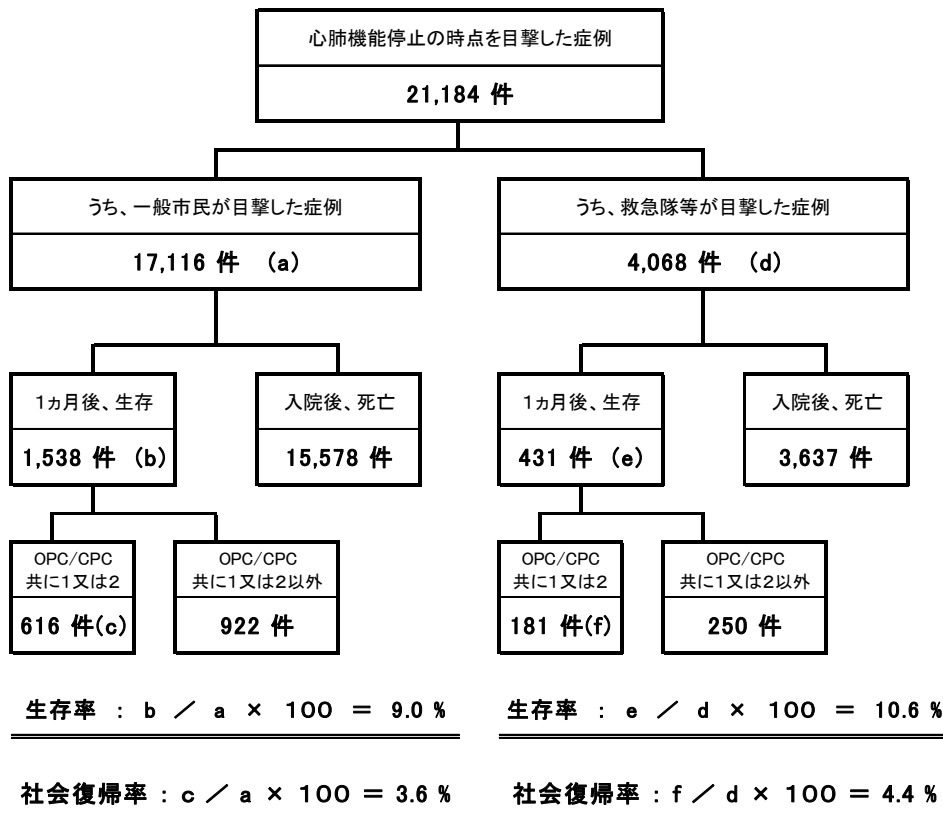 心肺機能停止の時点を目撃した症例
21,184 件
うち、一般市民が目撃した症例
17,116 件 (a)
うち、救急隊等が目撃した症例
4,068 件 (d)
1ヵ月後、生存
1,538 件 (b)
入院後、死亡
15,578 件
1ヵ月後、生存
431 件 (e)
入院後、死亡
3,637 件
OPC/CPC
共に1又は2
616 件(c)
OPC/CPC
共に1又は2以外
922 件
OPC/CPC
共に1又は2
181 件(f)
OPC/CPC
共に1又は2以外
250 件
生存率 : b / a × 100 = 9.0 %
生存率 : e / d × 100 = 10.6 %
社会復帰率 : c / a × 100 = 3.6 %
社会復帰率 : f / d × 100 = 4.4 %